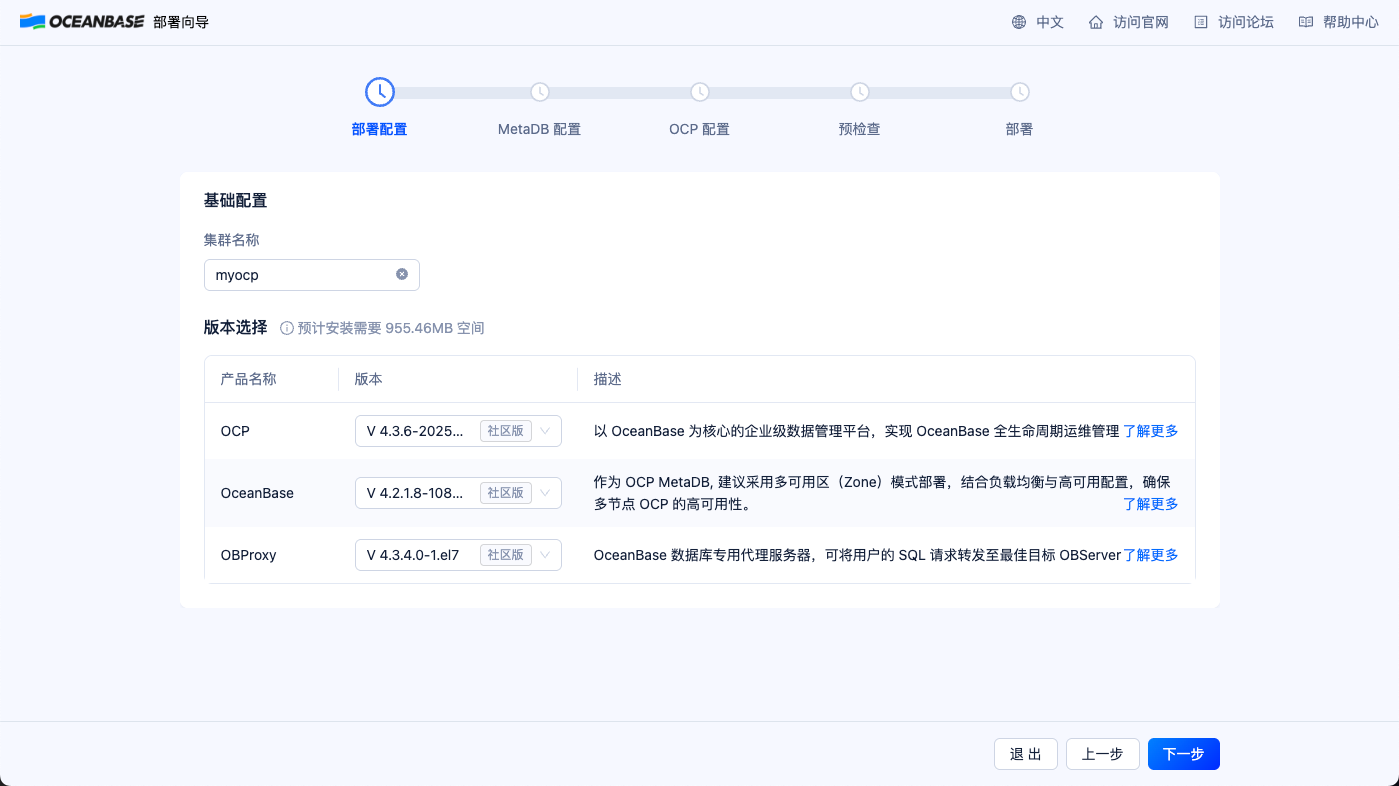 OCEANBASE 部署向导
中文 访问官网 访问论坛 帮助中心
部署配置 MetaDB 配置 OCP 配置 预检查 部署
基础配置
集群名称
myocp
版本选择 预计安装需要 955.46MB 空间
产品名称 版本 描述
OCP V 4.3.6-2025... 社区版 以 OceanBase 为核心的企业级数据管理平台，实现 OceanBase 全生命周期运维管理 了解更多
OceanBase V 4.2.1.8-108... 社区版 作为 OCP MetaDB, 建议采用多可用区（Zone）模式部署，结合负载均衡与高可用配置，确保
多节点 OCP 的高可用性。 了解更多
OBProxy V 4.3.4.0-1.el7 社区版 OceanBase 数据库专用代理服务器，可将用户的 SQL 请求转发至最佳目标 OBServer 了解更多
退 出 上一步 下一步